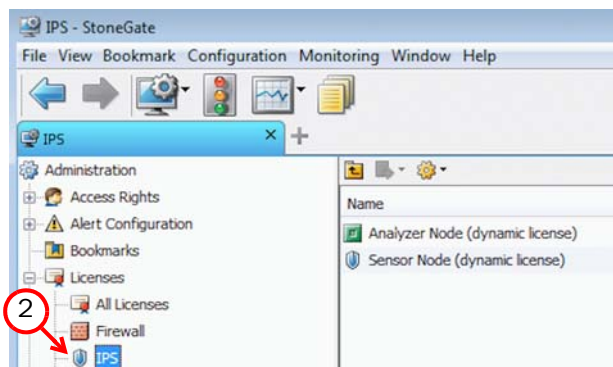 IPS - StoneGate
File View Bookmark Configuration Monitoring Window Help
IPS
Administration
Access Rights
Alert Configuration
Bookmarks
Licenses
All Licenses
Firewall
IPS
2
Name
Analyzer Node (dynamic license)
Sensor Node (dynamic license)